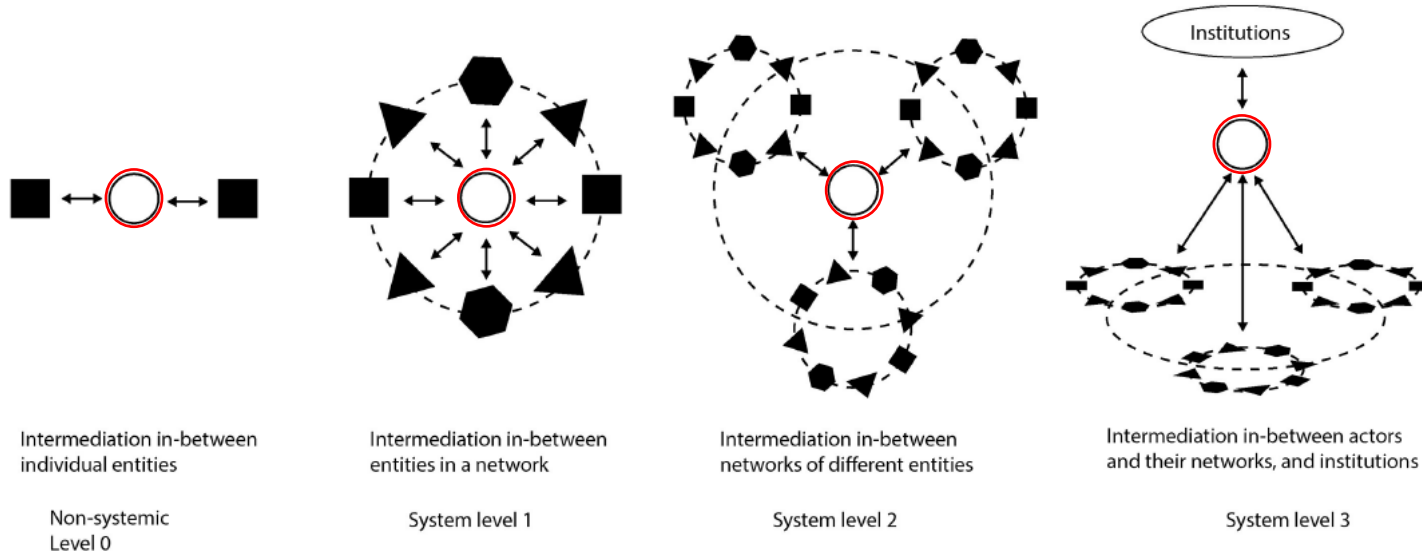 Institutions
Intermediation in-between
individual entities
Non-systemic
Level 0
Intermediation in-between
entities in a network
System level 1
Intermediation in-between
networks of different entities
System level 2
Intermediation in-between actors
and their networks, and institutions
System level 3